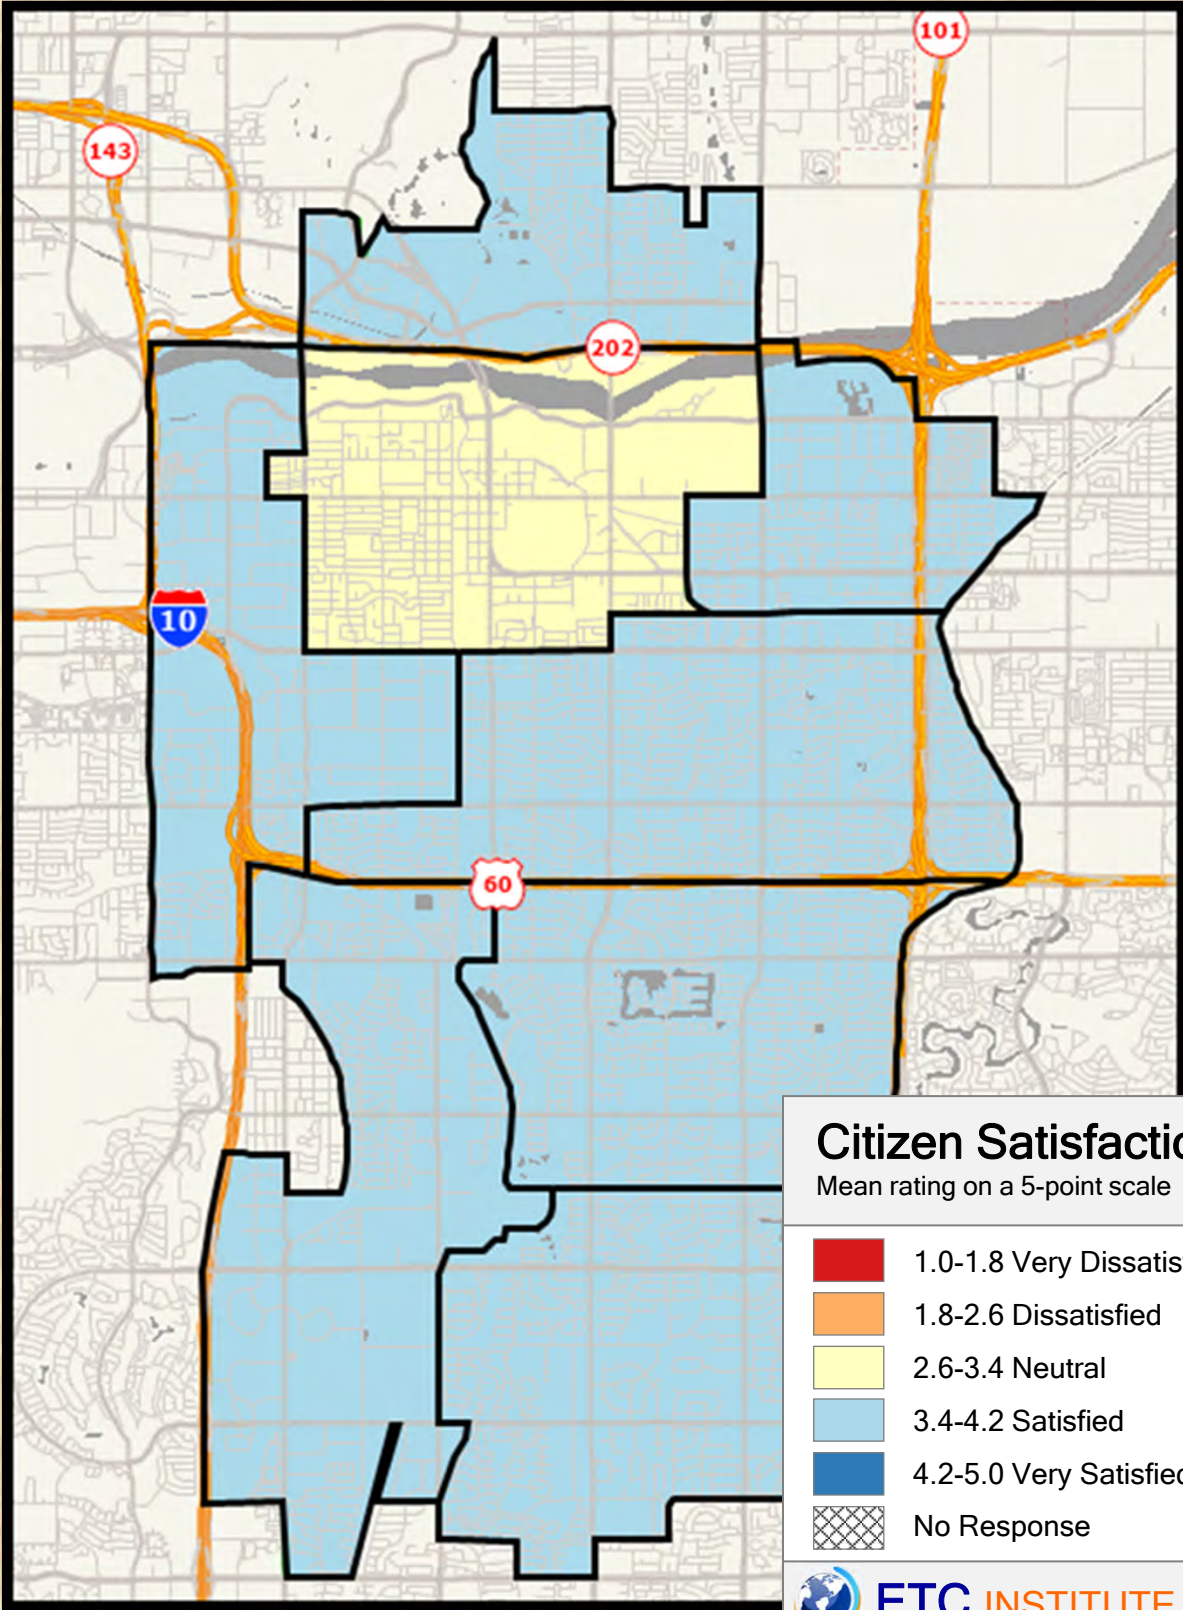 101
143
202
10
60
Citizen Satisfactio
Mean rating on a 5-point scale
1.0-1.8 Very Dissatis
1.8-2.6 Dissatisfied
2.6-3.4 Neutral
3.4-4.2 Satisfied
4.2-5.0 Very Satisfied
No Response
ETC INSTITUTE